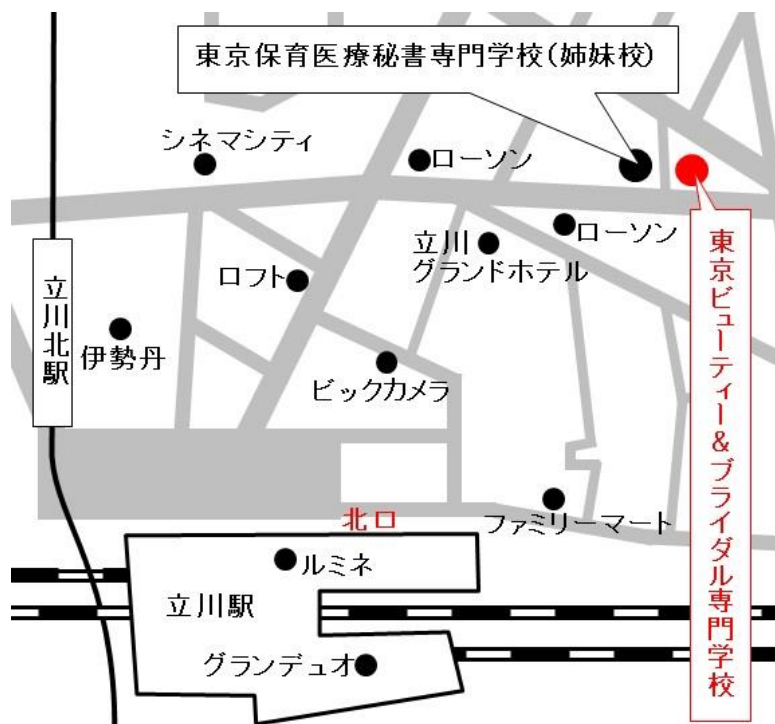 東京保育医療秘書専門学校(姉妹校)
シネマシティ
ローソン
立川
グランドホテル
ローソン
ロフト
立川北駅
伊勢丹
ビックカメラ
東京ビューティー&ブライダル専門学校
ファミリーマート
北口
ルミネ
立川駅
グランデュオ